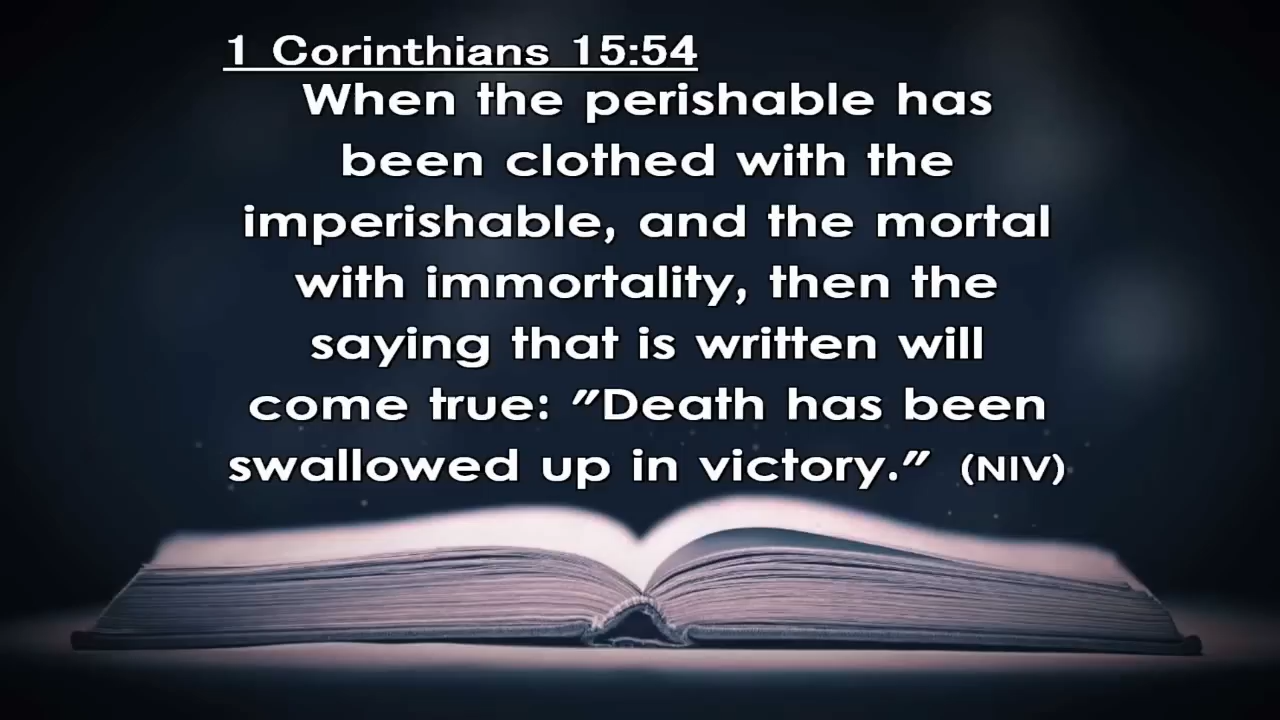 1 Corinthians 15:54
When the perishable has
been clothed with the
imperishable, and the mortal
with immortality, then the
saying that is written will
come true: "Death has been
swallowed up in victory." (NIV)